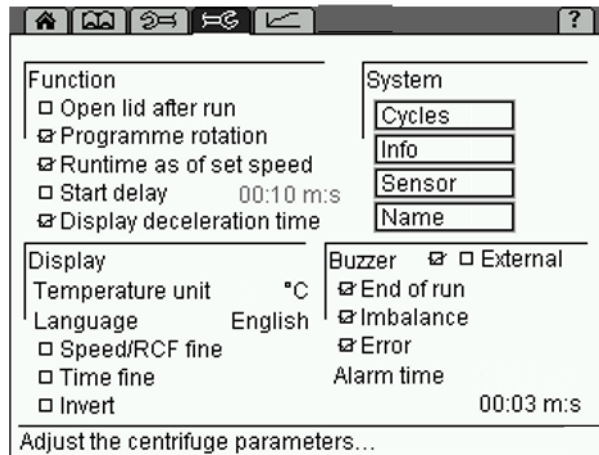 ?
Function
Open lid after run
Programme rotation
Runtime as of set speed
Start delay 00:10 m:s
Display deceleration time
System
Cycles
Info
Sensor
Name
Display
Temperature unit °C
Language English
Speed/RCF fine
Time fine
Invert
Buzzer External
End of run
Imbalance
Error
Alarm time
00:03 m:s
Adjust the centrifuge parameters...